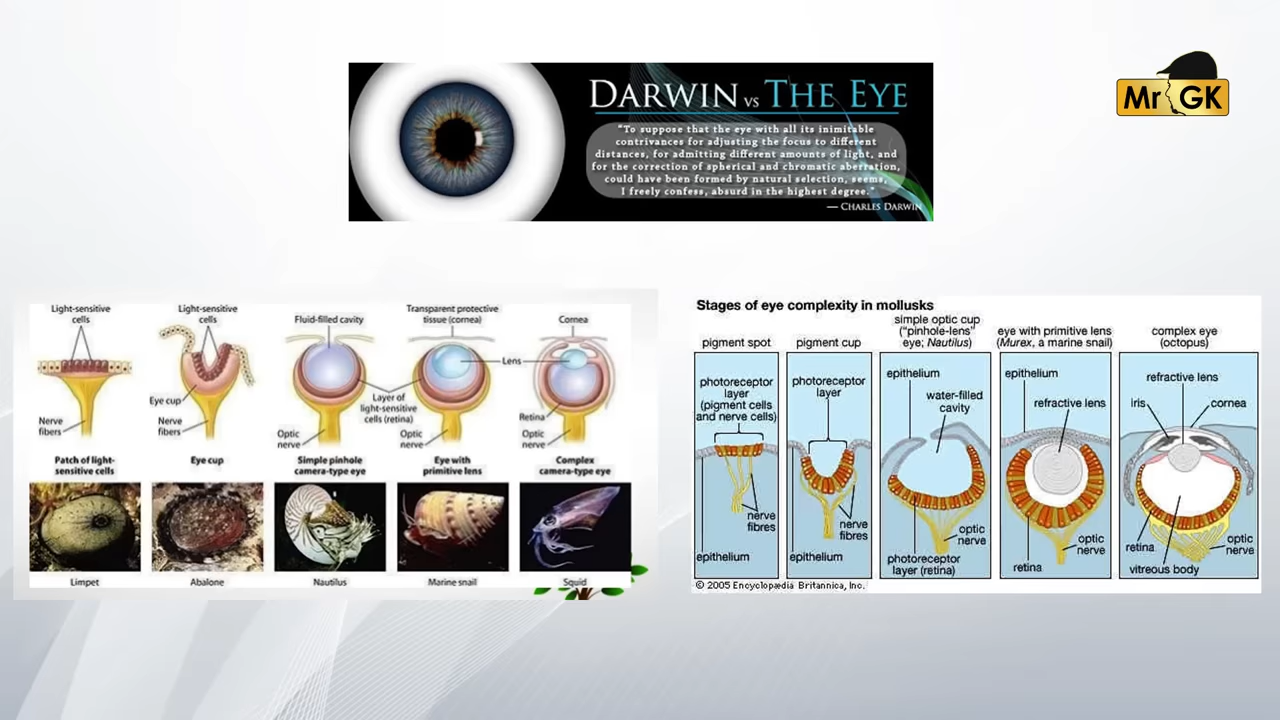 DARWIN VS THE EYE
"To suppose that the eye with all its inimitable
contrivances for adjusting the focus to different
distances, for admitting different amounts of light, and
for the correction of spherical and chromatic aberration,
could have been formed by natural selection, seems,
I freely confess, absurd in the highest degree."
— CHARLES DARWIN
Mr GK
Light-sensitive
cells
Light-sensitive
cells
Fluid-filled cavity
Transparent protective
tissue (cornea)
Cornea
Lens
Eye cup
Layer of
light-sensitive
cells (retina)
Nerve
fibers
Nerve
fibers
Optic
nerve
Optic
nerve
Retina
Optic
nerve
Patch of light-
sensitive cells
Eye cup
Simple pinhole
camera-type eye
Eye with
primitive lens
Complex
camera-type eye
Limpet
Abalone
Nautilus
Marine snail
Squid
Stages of eye complexity in mollusks
pigment spot
pigment cup
simple optic cup
("pinhole-lens"
eye; Nautilus)
eye with primitive lens
(Murex, a marine snail)
complex eye
(octopus)
photoreceptor
layer
(pigment cells
and nerve cells)
nerve
fibres
epithelium
photoreceptor
layer
nerve
fibres
epithelium
epithelium
water-filled
cavity
optic
nerve
photoreceptor
layer (retina)
epithelium
refractive lens
optic
nerve
retina
refractive lens
iris
cornea
retina
optic
nerve
vitreous body
© 2005 Encyclopædia Britannica, Inc.